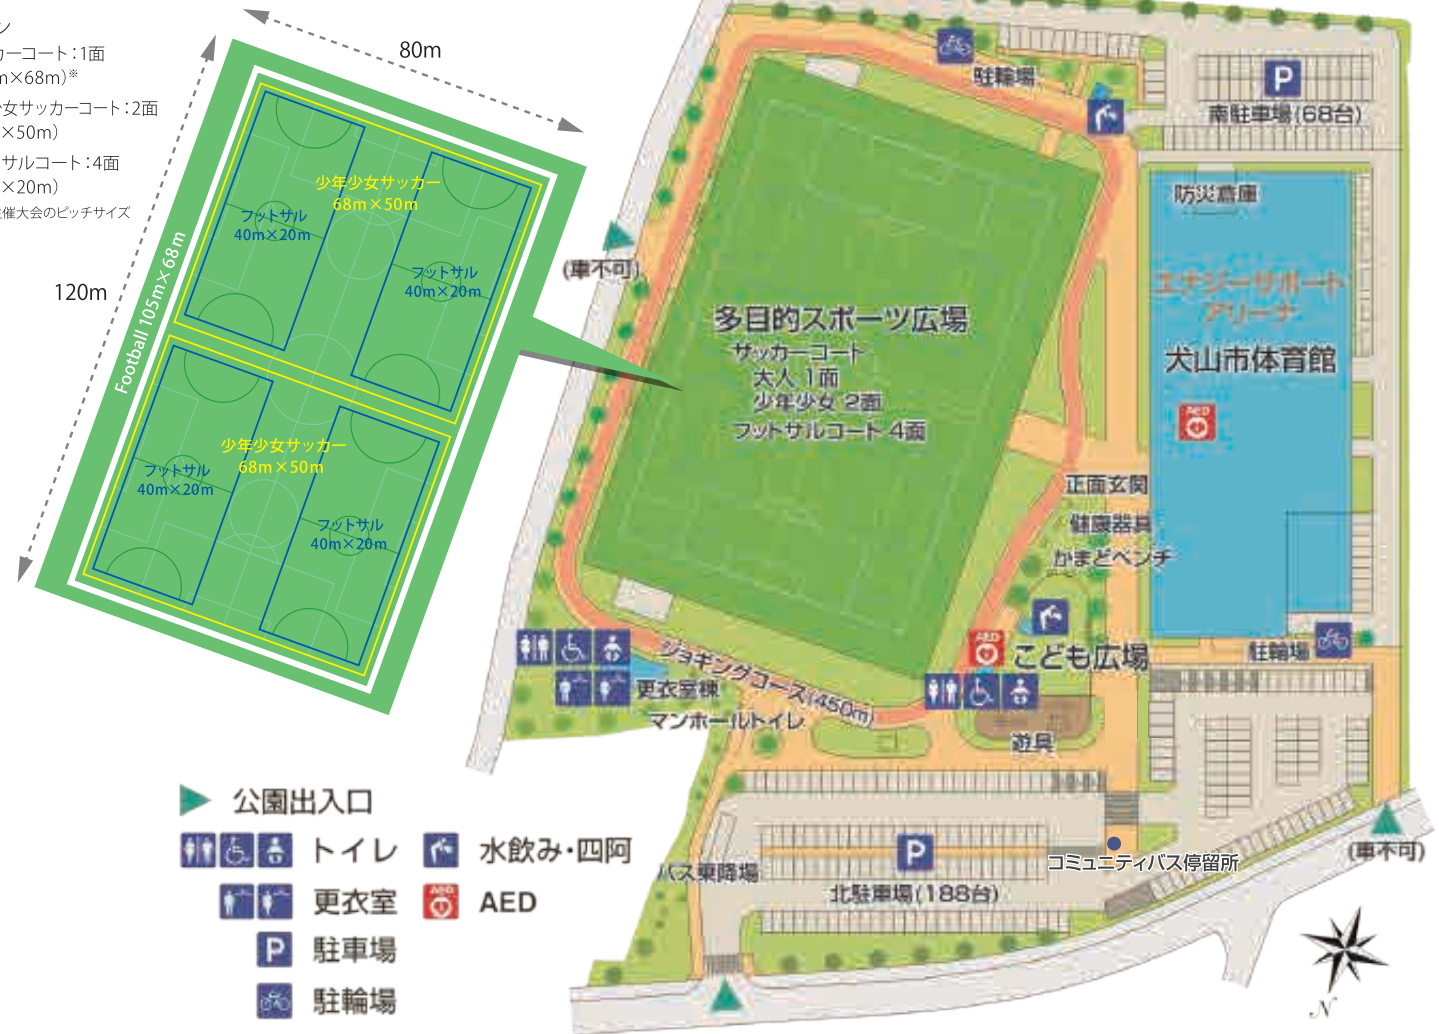 ン
カーコート：1面
m×68m)※
少女サッカーコート：2面
×50m)
サルコート：4面
×20m)
主催大会のピッチサイズ
80m
120m
Football 105m×68m
少年少女サッカー
68m×50m
フットサル
40m×20m
フットサル
40m×20m
少年少女サッカー
68m×50m
フットサル
40m×20m
フットサル
40m×20m
駐輪場
P
南駐車場(68台)
防災倉庫
(車不可)
エナジーサポート
アリーナ
犬山市体育館
AED
多目的スポーツ広場
サッカーコート
大人 1面
少年少女 2面
フットサルコート 4面
正面玄関
健康器具
かまどベンチ
AED
こども広場
駐輪場
ジョギングコース(450m)
更衣室棟
マンホールトイレ
遊具
P
北駐車場(188台)
バス乗降場
コミュニティバス停留所
(車不可)
N
公園出入口
トイレ
水飲み・四阿
更衣室
AED
AED
P
駐車場
駐輪場